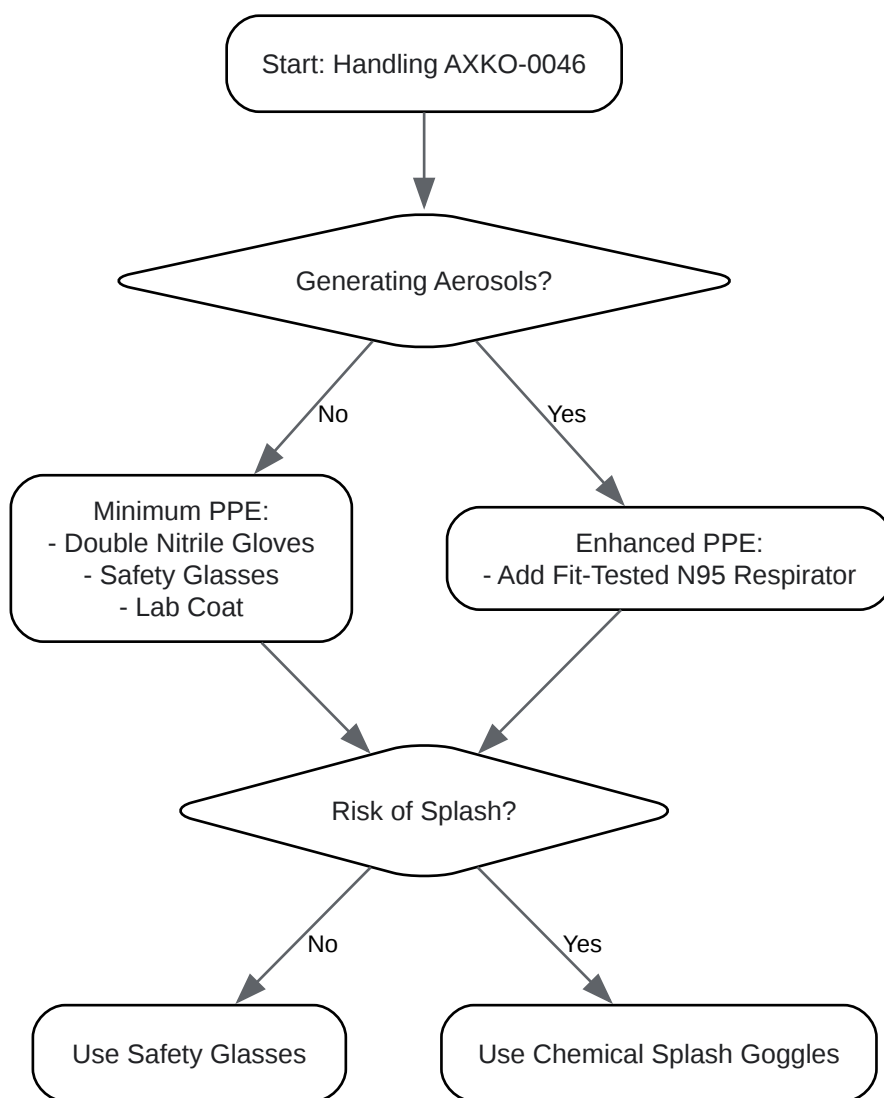 Start: Handling AXKO-0046
Generating Aerosols?
No
Yes
Minimum PPE:
- Double Nitrile Gloves
- Safety Glasses
- Lab Coat
Enhanced PPE:
- Add Fit-Tested N95 Respirator
Risk of Splash?
No
Yes
Use Safety Glasses
Use Chemical Splash Goggles